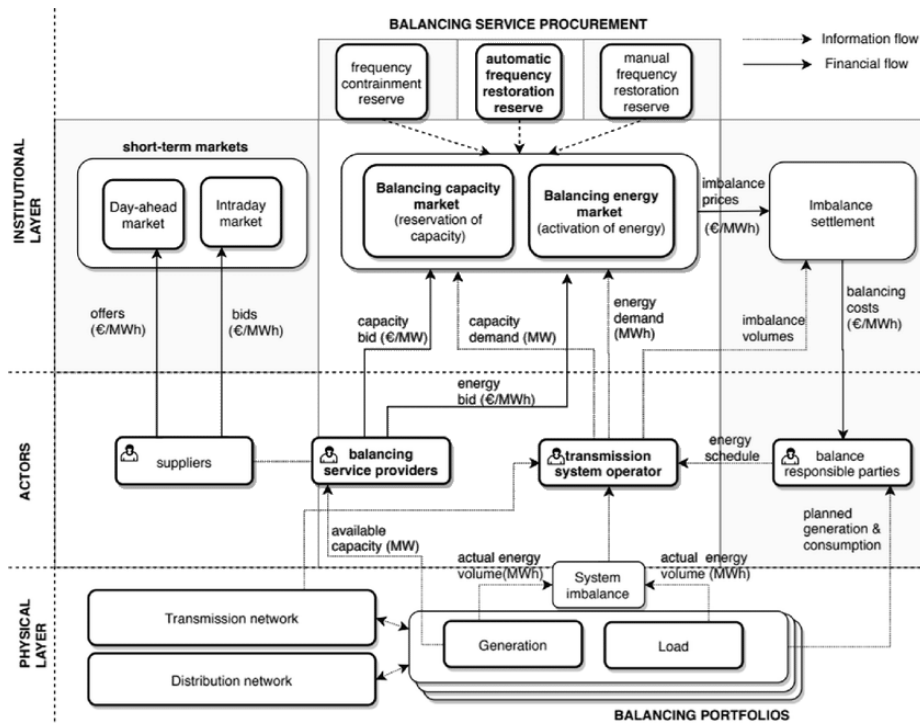 BALANCING SERVICE PROCUREMENT
frequency
contrainment
reserve
automatic
frequency
restoration
reserve
manual
frequency
restoration
reserve
Information flow
Financial flow
INSTITUTIONAL
LAYER
short-term markets
Day-ahead
market
Intraday
market
Balancing capacity
market
(reservation of
capacity)
Balancing energy
market
(activation of energy)
imbalance
prices
(€/MWh)
Imbalance
settlement
offers
(€/MWh)
bids
(€/MWh)
capacity
bid (€/MW)
capacity
demand (MW)
energy
demand
(MWh)
imbalance
volumes
balancing
costs
(€/MWh)
ACTORS
energy
bid (€/MWh)
suppliers
balancing
service providers
transmission
system operator
energy
schedule
balance
responsible parties
available
capacity (MW)
actual energy
volume(MWh)
actual energy
volume (MWh)
planned
generation &
consumption
PHYSICAL
LAYER
System
imbalance
Transmission network
Distribution network
Generation
Load
BALANCING PORTFOLIOS